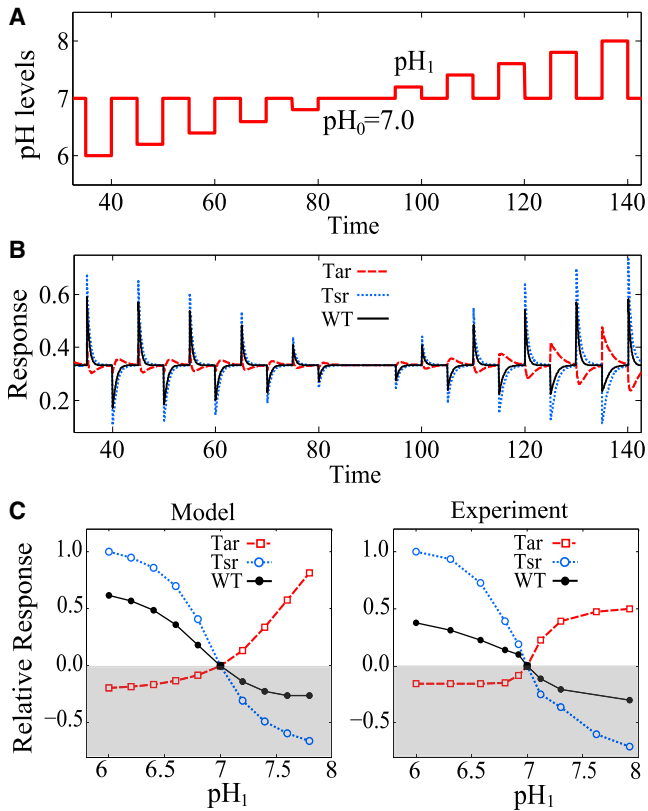 A
pH levels
8
7
6
pH₁
pH₀=7.0
40 60 80 100 120 140
Time
B
Response
0.6
0.4
0.2
Tar
Tsr
WT
40 60 80 100 120 140
Time
C
Model
Relative Response
1.0
0.5
0.0
−0.5
Tar
Tsr
WT
6 6.5 7 7.5 8
pH₁
Experiment
1.0
0.5
0.0
−0.5
Tar
Tsr
WT
6 6.5 7 7.5 8
pH₁